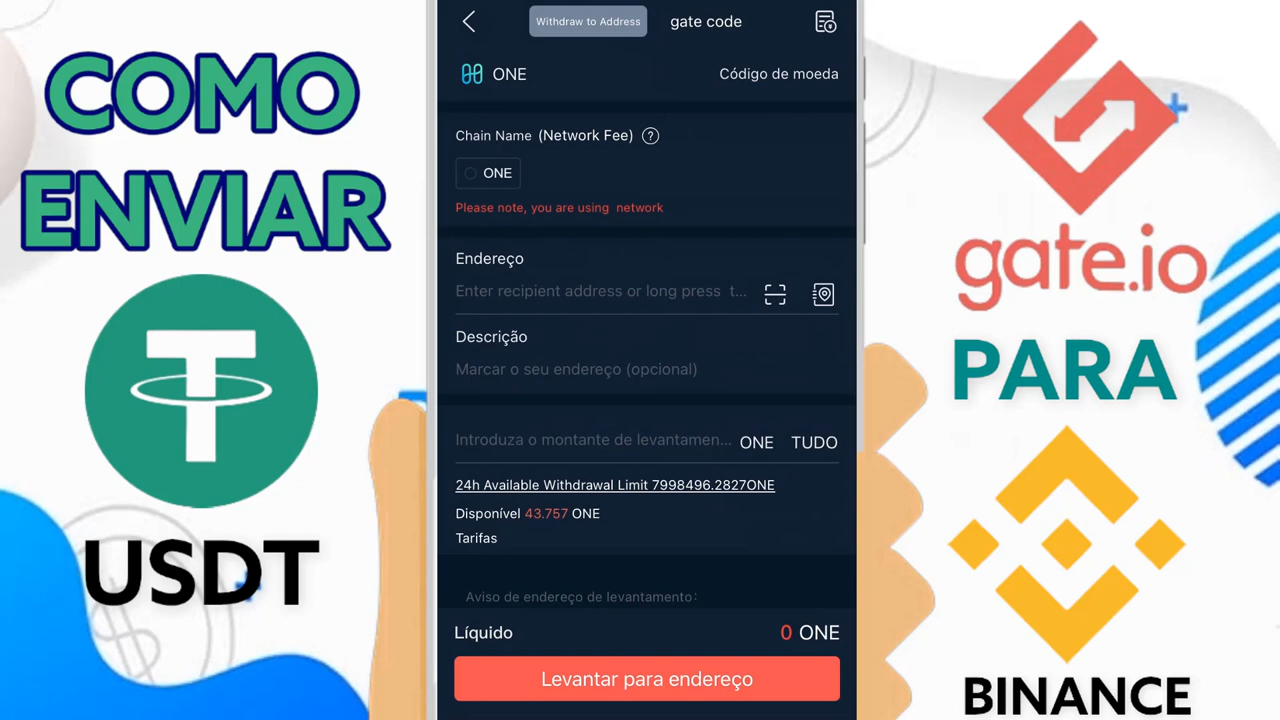 COMO
ENVIAR
USDT
Withdraw to Address gate code
ONE Código de moeda
Chain Name (Network Fee) ?
ONE
Please note, you are using network
Endereço
Enter recipient address or long press t...
Descrição
Marcar o seu endereço (opcional)
Introduza o montante de levantamen... ONE TUDO
24h Available Withdrawal Limit 7998496.2827ONE
Disponível 43.757 ONE
Tarifas
Aviso de endereço de levantamento:
Líquido 0 ONE
Levantar para endereço
gate.io
PARA
BINANCE